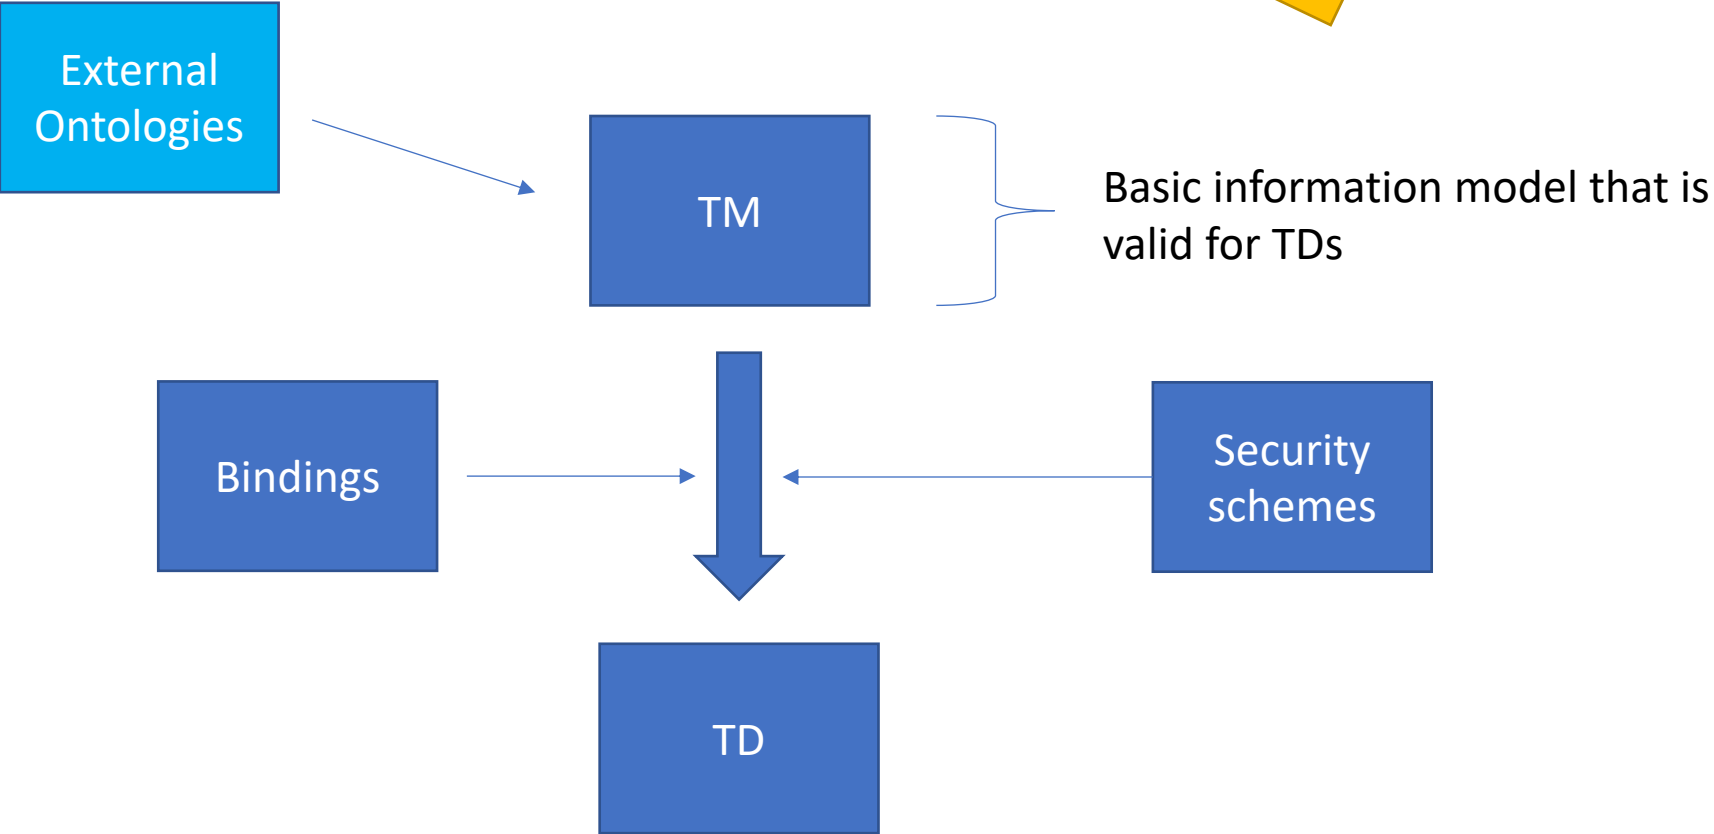 External
Ontologies
TM
Basic information model that is
valid for TDs
Bindings
Security
schemes
TD